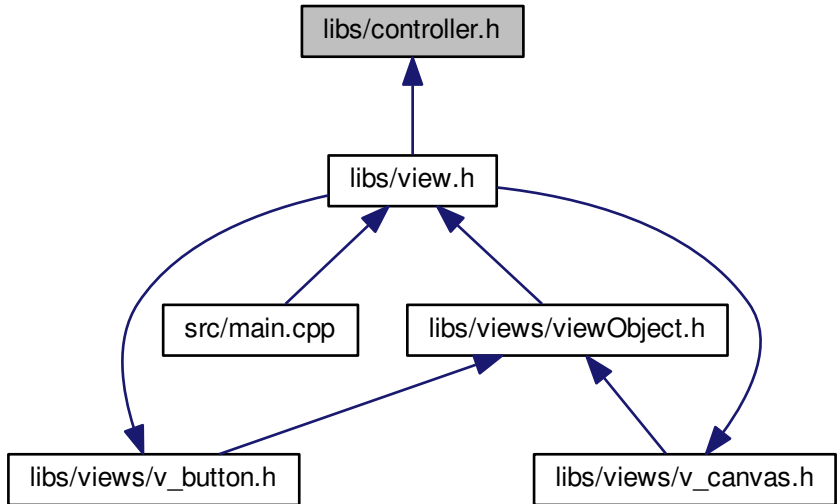 libs/controller.h
libs/view.h
src/main.cpp
libs/views/viewObject.h
libs/views/v_button.h
libs/views/v_canvas.h